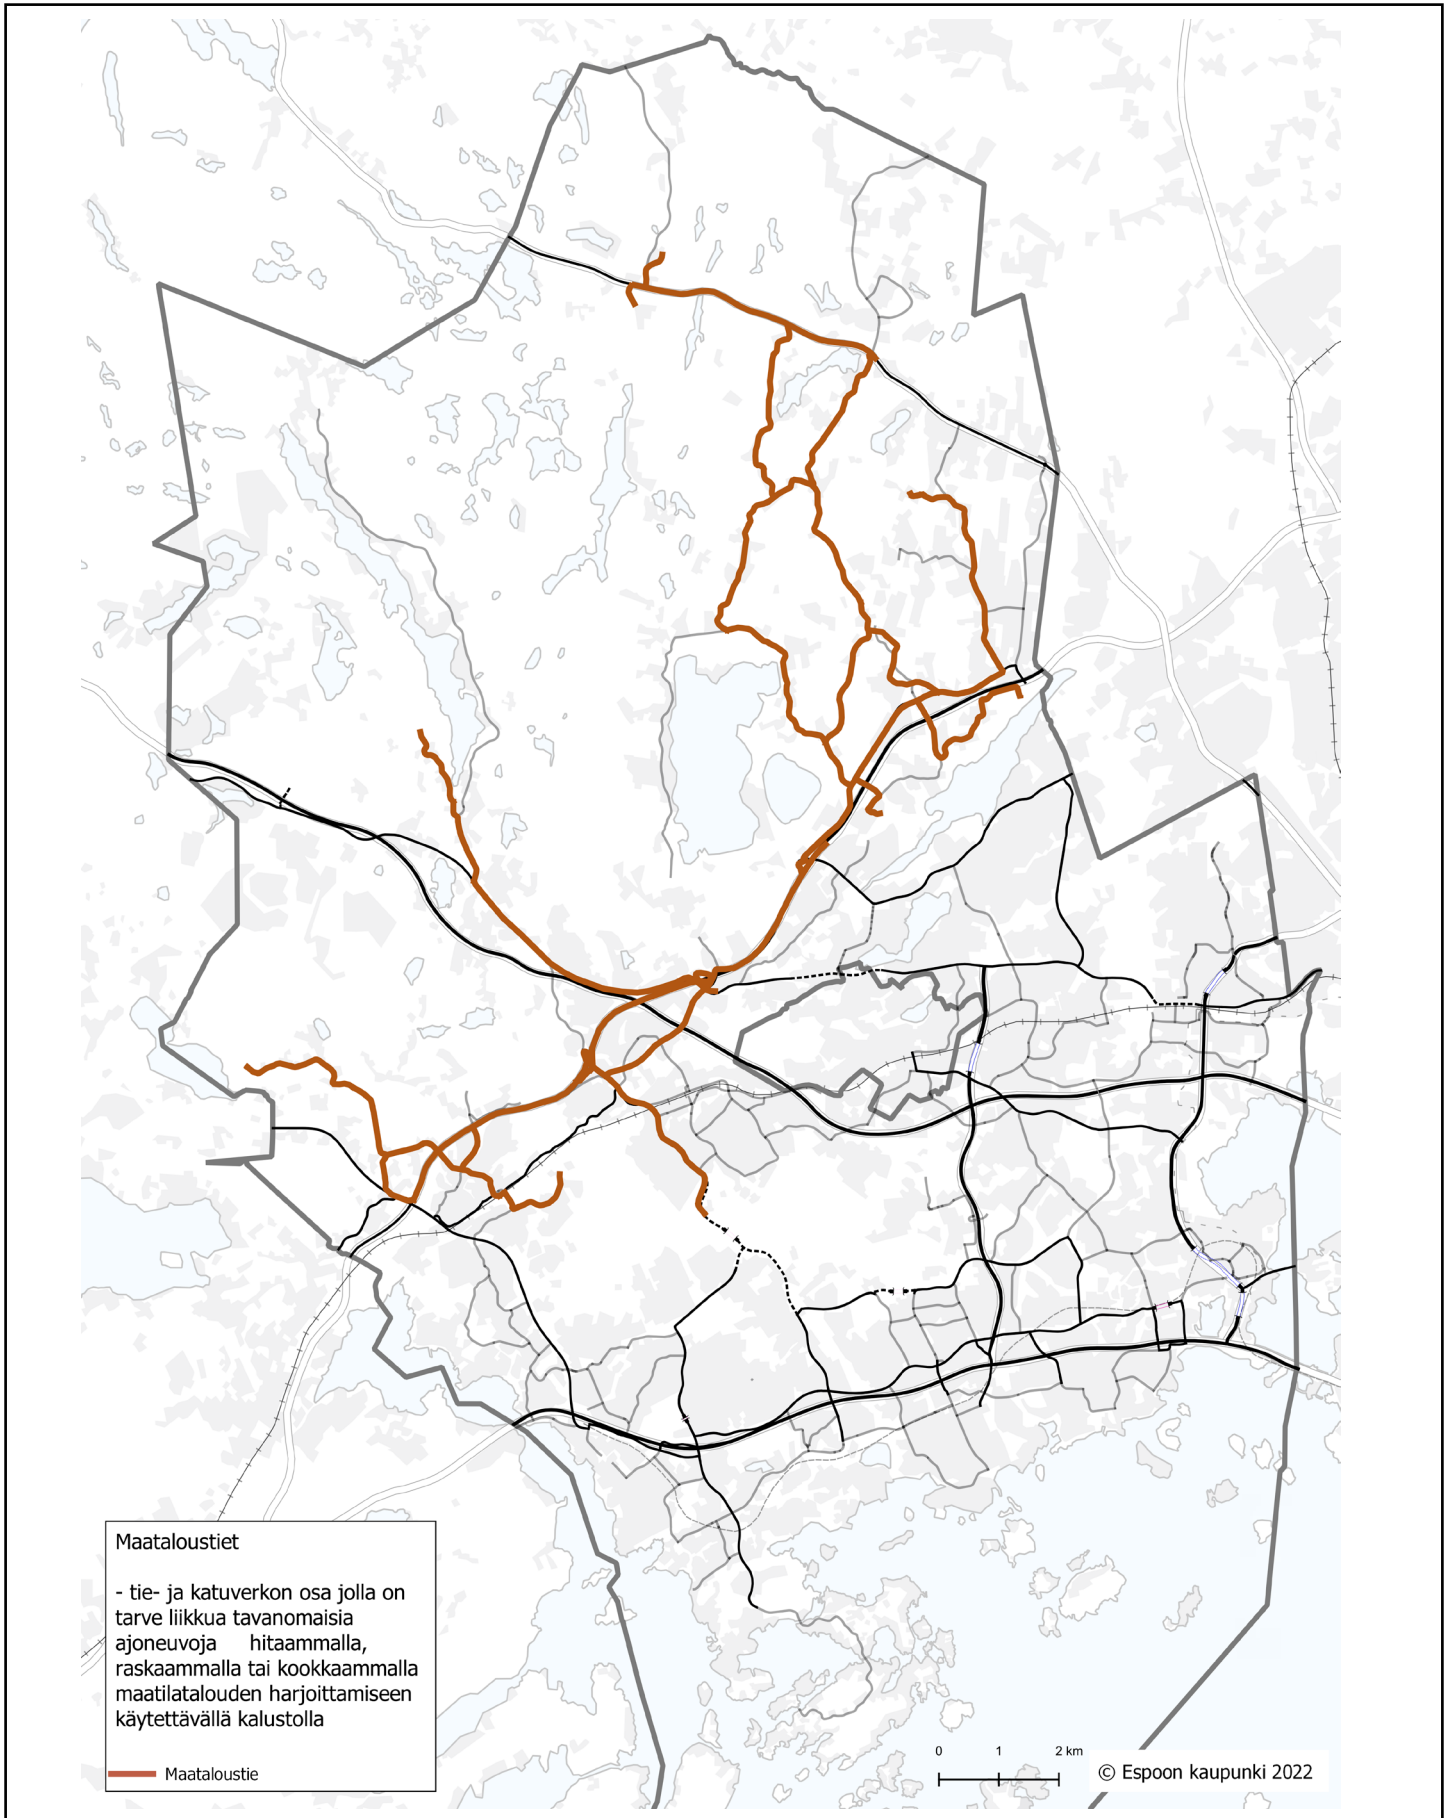 Maataloustiet
- tie- ja katuverkon osa jolla on
tarve liikkua tavanomaisia
ajoneuvoja hitaammalla,
raskaammalla tai kookkaammalla
maatilatalouden harjoittamiseen
käytettävällä kalustolla
Maataloustie
0 1 2 km
© Espoon kaupunki 2022